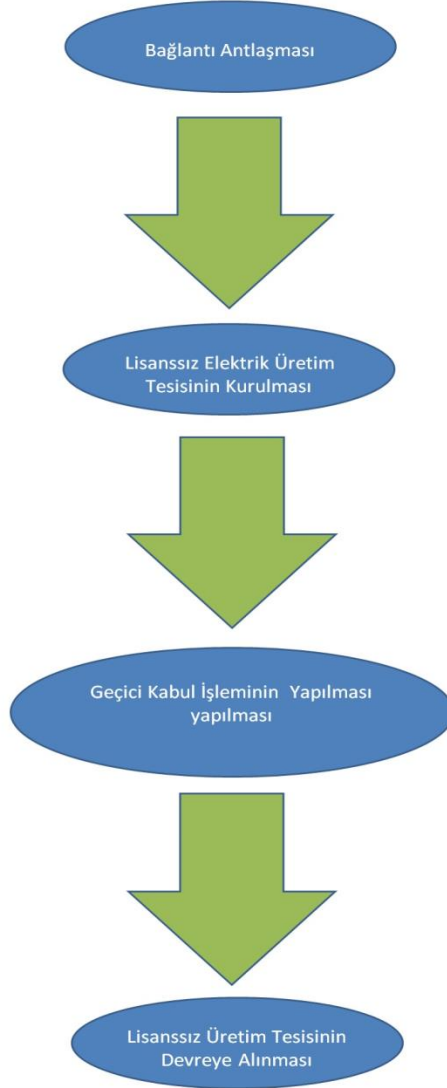 Bağlantı Antlaşması
Lisanssız Elektrik Üretim
Tesisinin Kurulması
Geçici Kabul İşleminin  Yapılması
yapılması
Lisanssız Üretim Tesisinin
Devreye Alınması